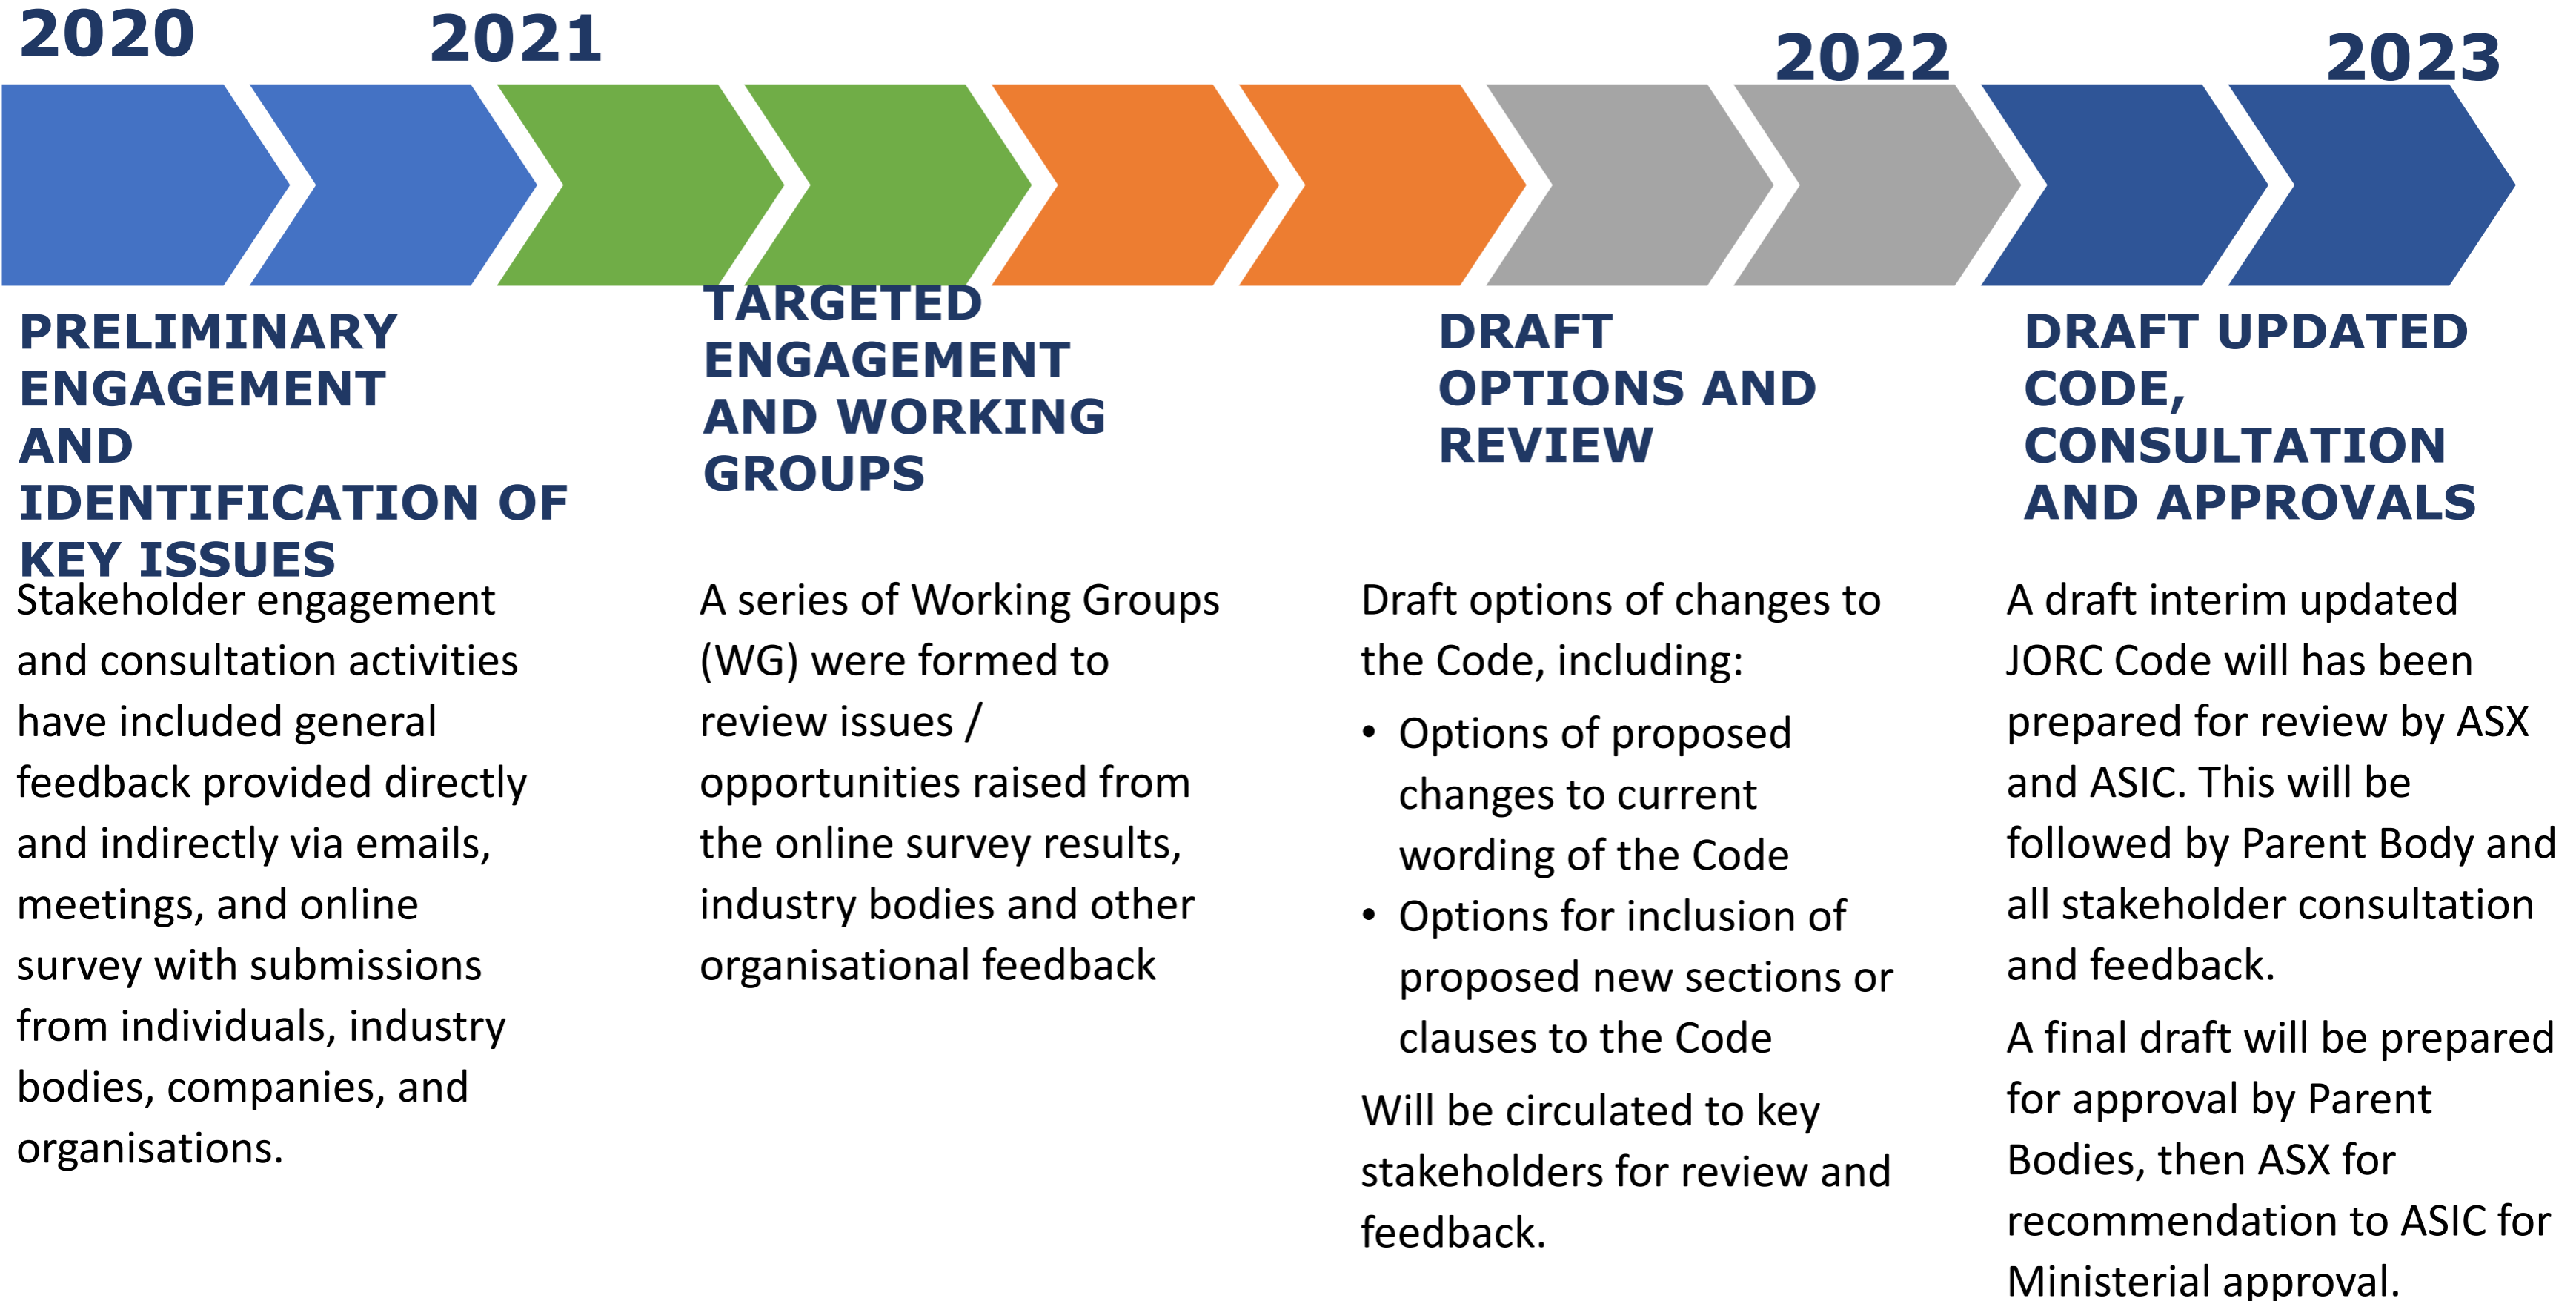 2020
2021
2022
2023
PRELIMINARY
ENGAGEMENT
AND
IDENTIFICATION OF
KEY ISSUES
Stakeholder engagement
and consultation activities
have included general
feedback provided directly
and indirectly via emails,
meetings, and online
survey with submissions
from individuals, industry
bodies, companies, and
organisations.
TARGETED
ENGAGEMENT
AND WORKING
GROUPS
A series of Working Groups
(WG) were formed to
review issues /
opportunities raised from
the online survey results,
industry bodies and other
organisational feedback
DRAFT
OPTIONS AND
REVIEW
Draft options of changes to
the Code, including:
• Options of proposed
changes to current
wording of the Code
• Options for inclusion of
proposed new sections or
clauses to the Code
Will be circulated to key
stakeholders for review and
feedback.
DRAFT UPDATED
CODE,
CONSULTATION
AND APPROVALS
A draft interim updated
JORC Code will has been
prepared for review by ASX
and ASIC. This will be
followed by Parent Body and
all stakeholder consultation
and feedback.
A final draft will be prepared
for approval by Parent
Bodies, then ASX for
recommendation to ASIC for
Ministerial approval.